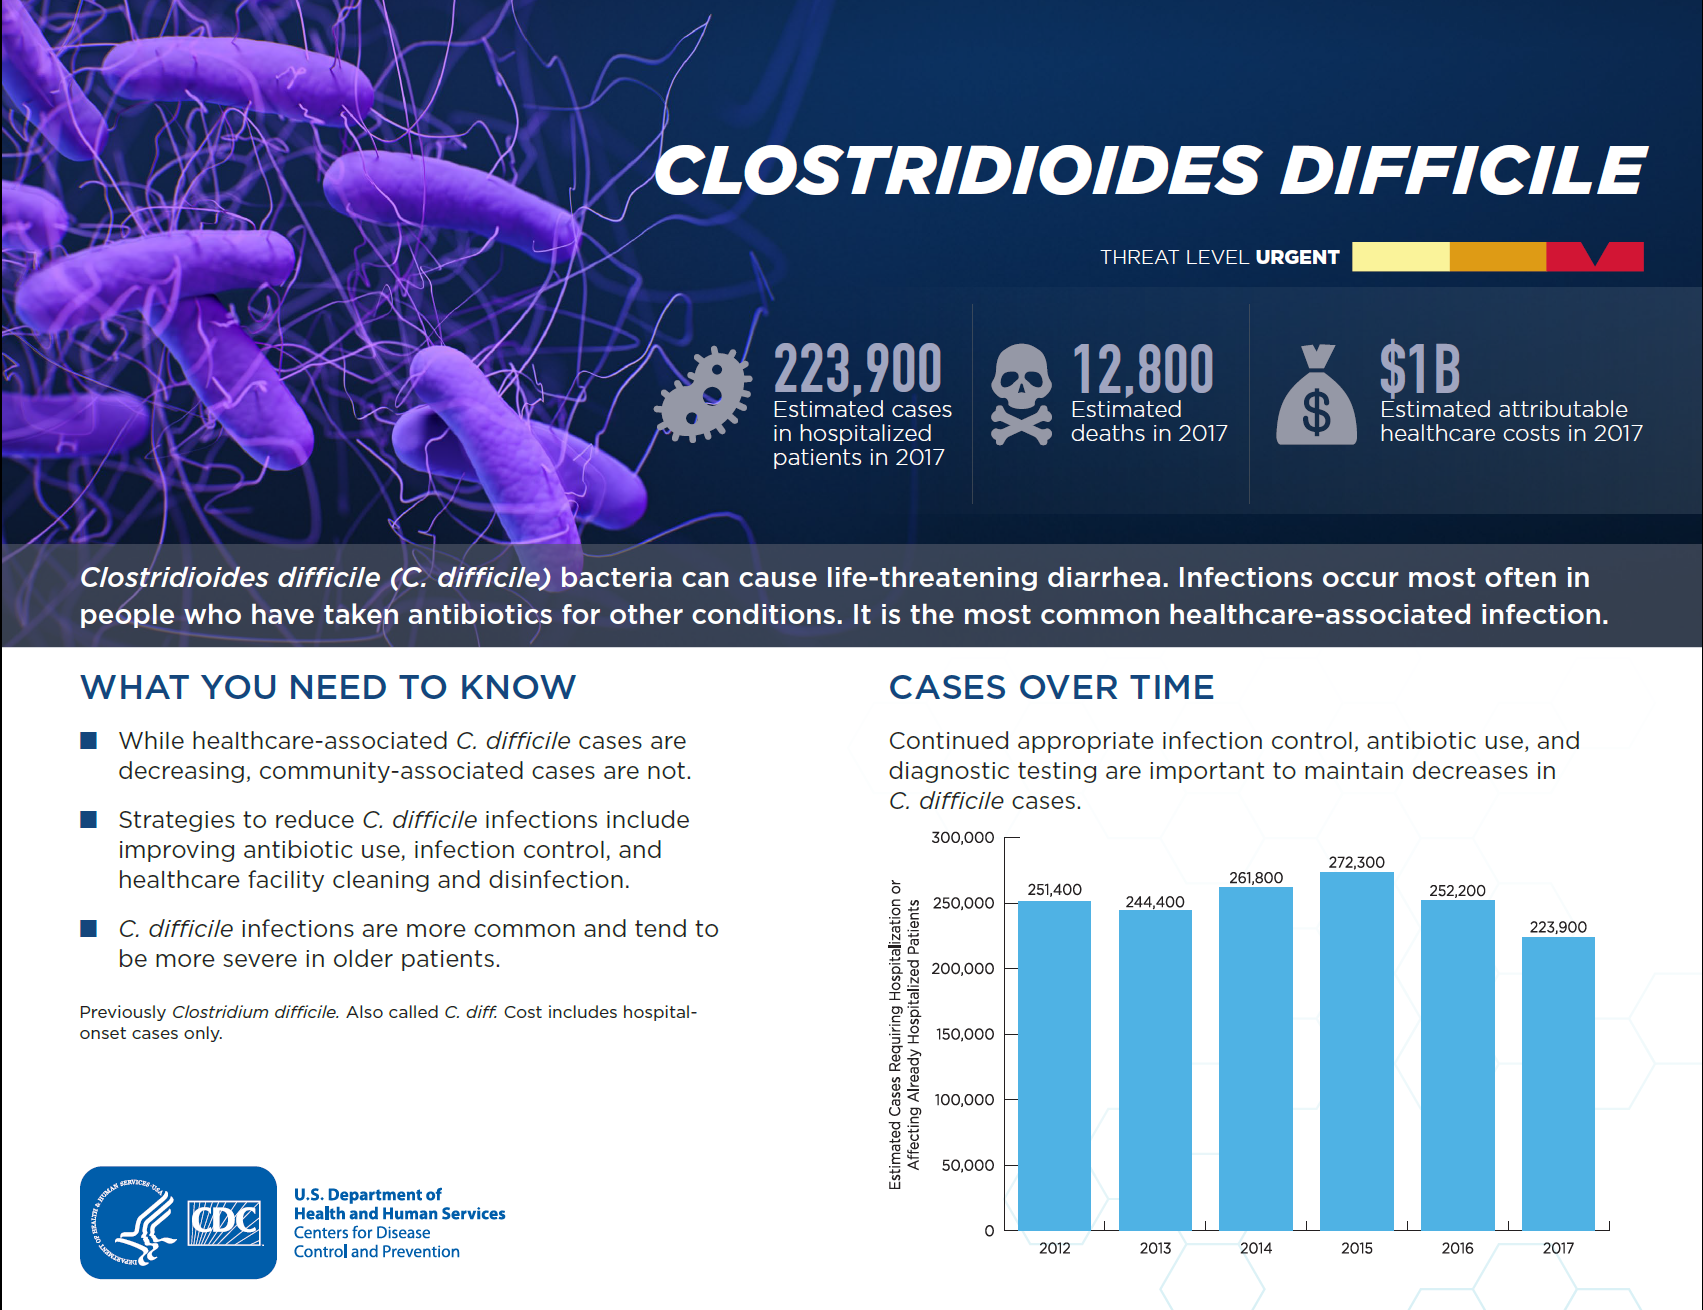 CLOSTRIDIOIDES DIFFICILE
THREAT LEVEL URGENT
223,900
Estimated cases
in hospitalized
patients in 2017
12,800
Estimated
deaths in 2017
$
$1B
Estimated attributable
healthcare costs in 2017
Clostridioides difficile (C. difficile) bacteria can cause life-threatening diarrhea. Infections occur most often in
people who have taken antibiotics for other conditions. It is the most common healthcare-associated infection.
WHAT YOU NEED TO KNOW
■ While healthcare-associated C. difficile cases are
decreasing, community-associated cases are not.
■ Strategies to reduce C. difficile infections include
improving antibiotic use, infection control, and
healthcare facility cleaning and disinfection.
■ C. difficile infections are more common and tend to
be more severe in older patients.
Previously Clostridium difficile. Also called C. diff. Cost includes hospital-
onset cases only.
DEPARTMENT OF HEALTH & HUMAN SERVICES·USA
CDC
U.S. Department of
Health and Human Services
Centers for Disease
Control and Prevention
CASES OVER TIME
Continued appropriate infection control, antibiotic use, and
diagnostic testing are important to maintain decreases in
C. difficile cases.
Estimated Cases Requiring Hospitalization or
Affecting Already Hospitalized Patients
300,000
250,000
200,000
150,000
100,000
50,000
0
251,400
244,400
261,800
272,300
252,200
223,900
2012
2013
2014
2015
2016
2017